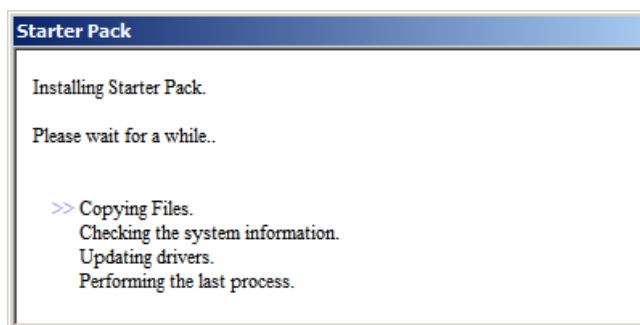 Starter Pack
Installing Starter Pack.
Please wait for a while..
>> Copying Files.
Checking the system information.
Updating drivers.
Performing the last process.